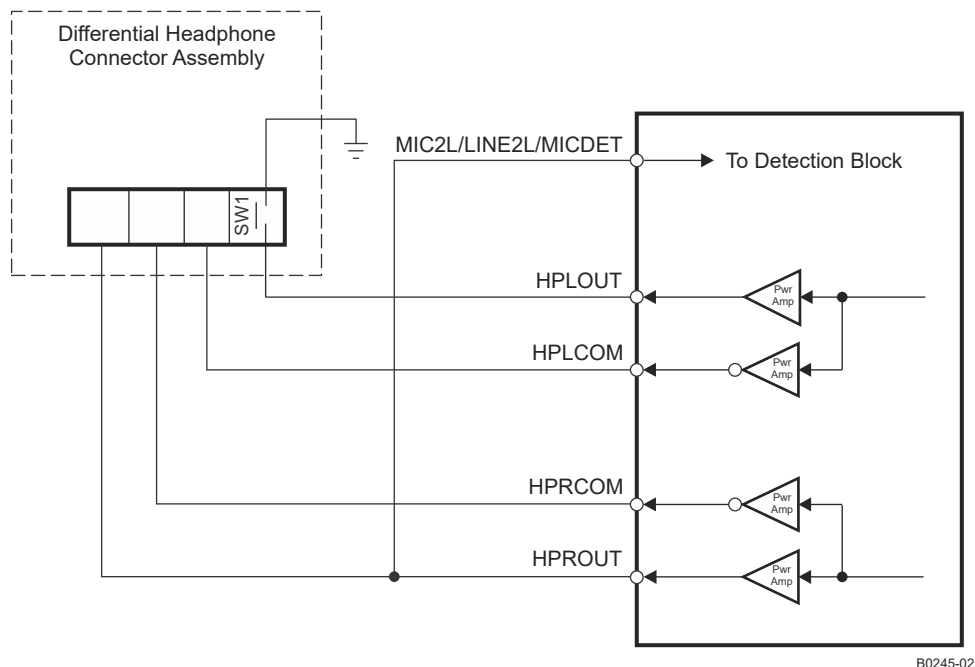 Differential Headphone
Connector Assembly
MIC2L/LINE2L/MICDET
To Detection Block
SW1
HPLOUT
Pwr
Amp
HPLCOM
Pwr
Amp
HPRCOM
Pwr
Amp
HPROUT
Pwr
Amp
B0245-02